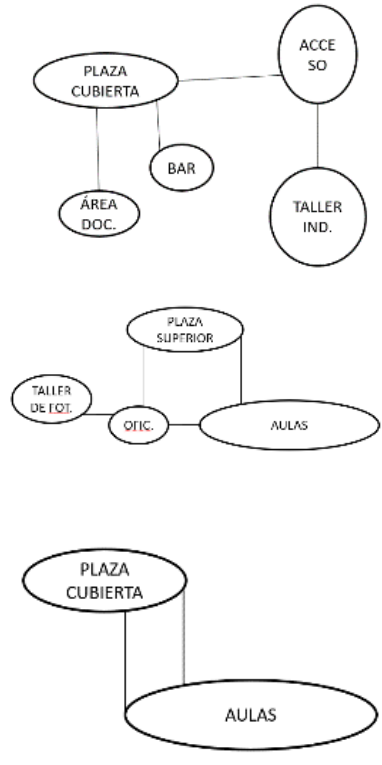 ACCE
SO
PLAZA
CUBIERTA
BAR
ÁREA
DOC.
TALLER
IND.
PLAZA
SUPERIOR
TALLER
DE FOT.
OFIC.
AULAS
PLAZA
CUBIERTA
AULAS